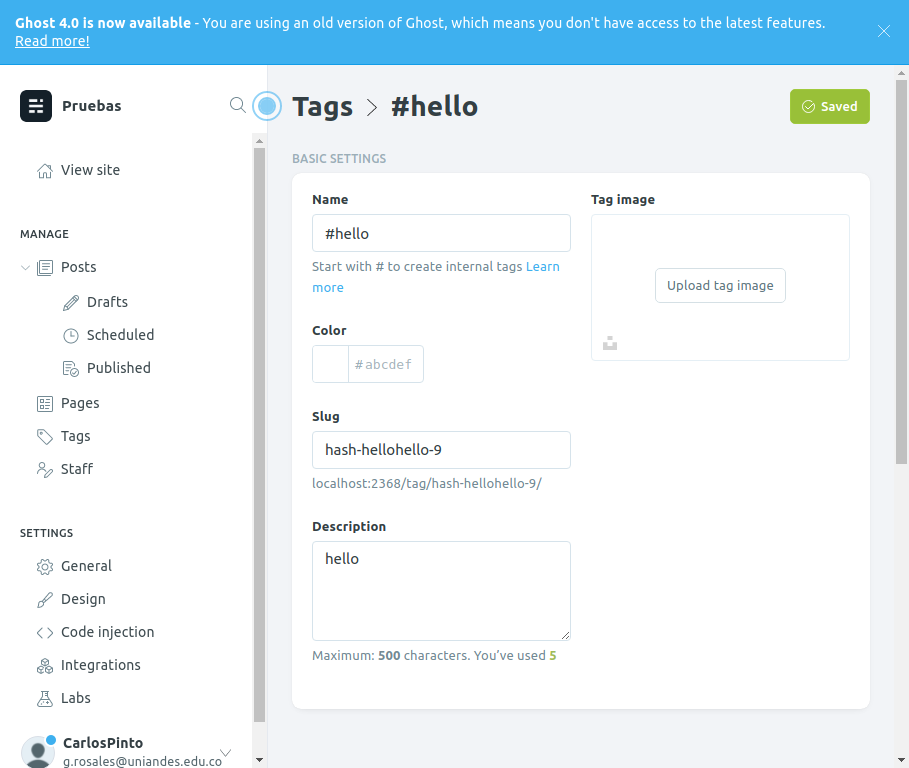 Ghost 4.0 is now available - You are using an old version of Ghost, which means you don't have access to the latest features.
Read more!
Pruebas
View site
MANAGE
Posts
Drafts
Scheduled
Published
Pages
Tags
Staff
SETTINGS
General
Design
Code injection
Integrations
Labs
CarlosPinto
g.rosales@uniandes.edu.co
Tags > #hello
Saved
BASIC SETTINGS
Name
#hello
Start with # to create internal tags Learn
more
Color
#abcdef
Slug
hash-hellohello-9
localhost:2368/tag/hash-hellohello-9/
Description
hello
Maximum: 500 characters. You’ve used 5
Tag image
Upload tag image